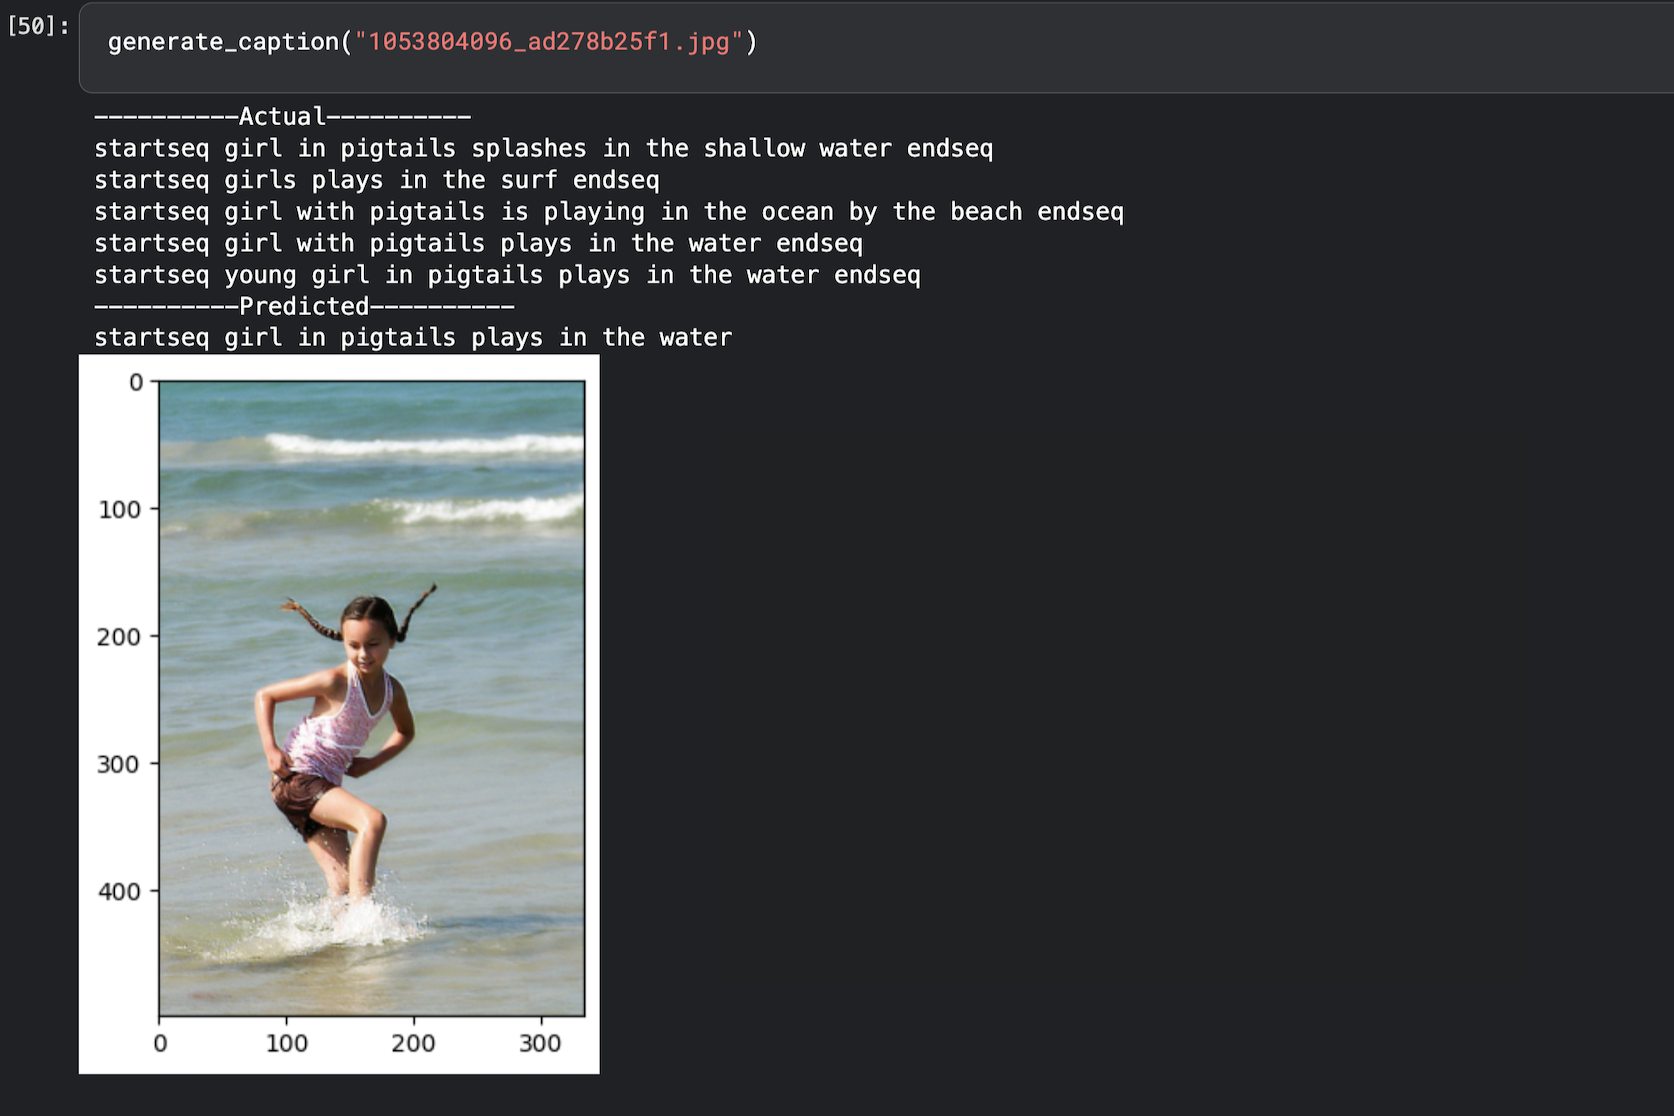 [50]:
generate_caption("1053804096_ad278b25f1.jpg")
----------Actual----------
startseq girl in pigtails splashes in the shallow water endseq
startseq girls plays in the surf endseq
startseq girl with pigtails is playing in the ocean by the beach endseq
startseq girl with pigtails plays in the water endseq
startseq young girl in pigtails plays in the water endseq
----------Predicted----------
startseq girl in pigtails plays in the water
0
100
200
300
400
0 100 200 300